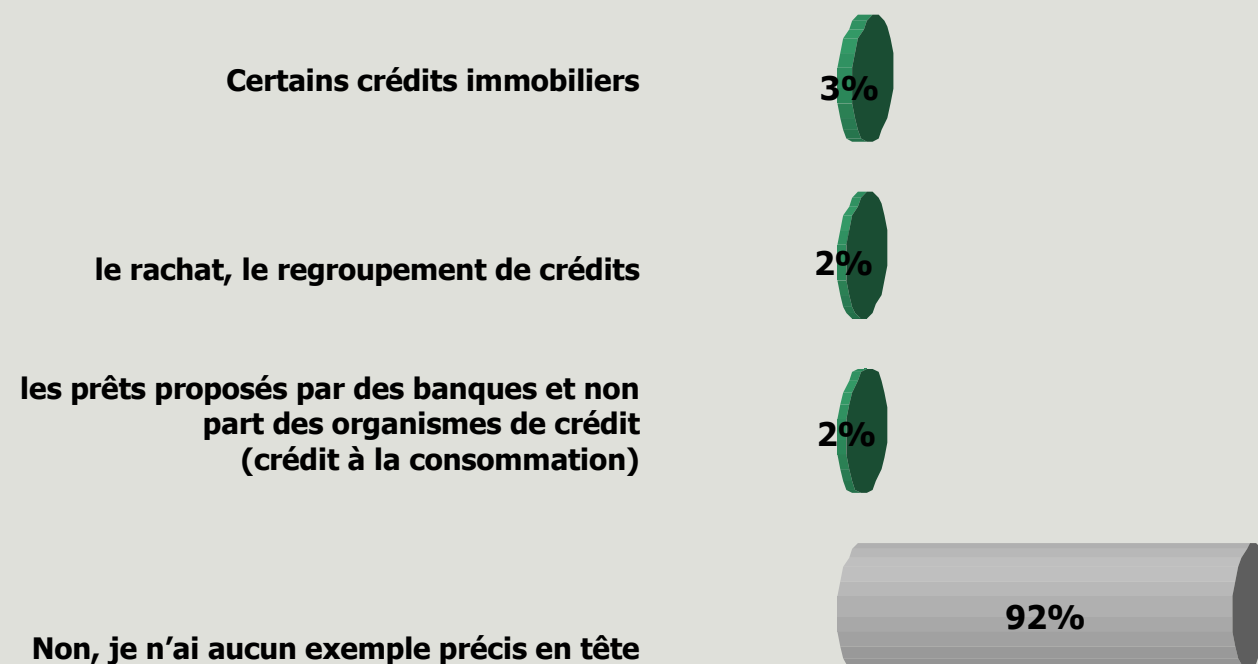 Certains crédits immobiliers
3%
le rachat, le regroupement de crédits
2%
les prêts proposés par des banques et non
part des organismes de crédit
(crédit à la consommation)
2%
Non, je n’ai aucun exemple précis en tête
92%